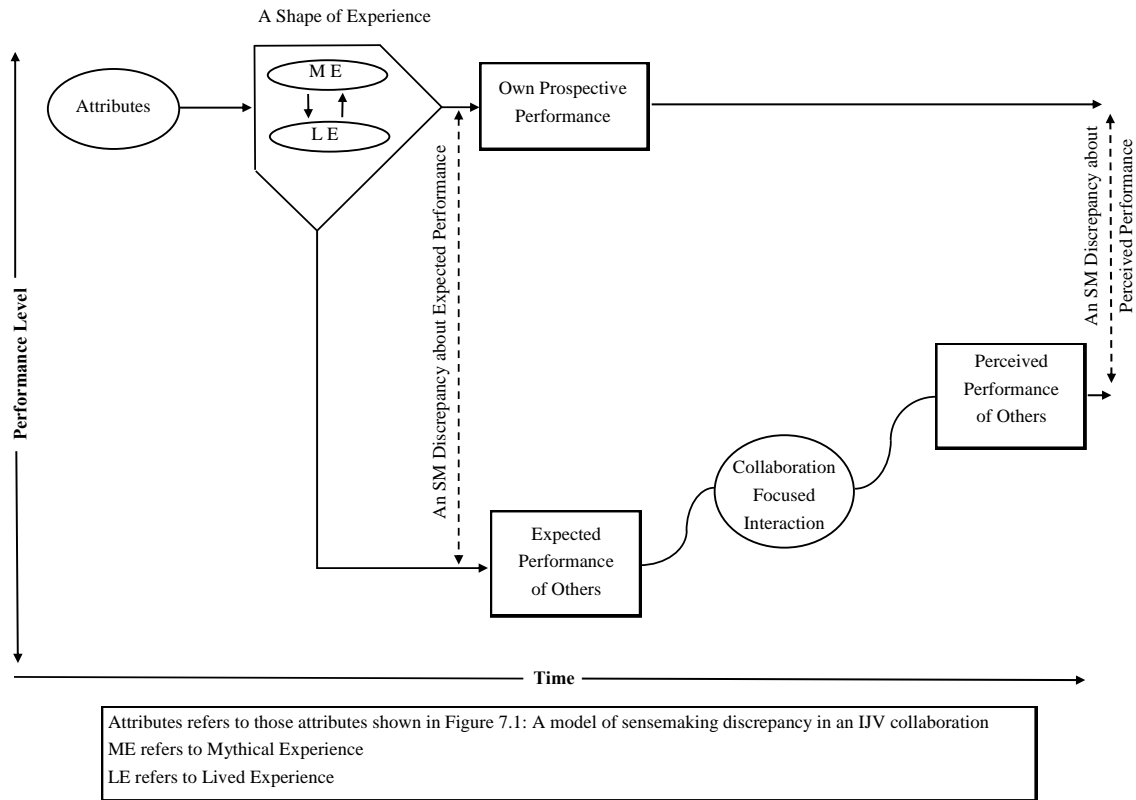 A Shape of Experience
Attributes
M E
L E
Own Prospective
Performance
An SM Discrepancy about Expected Performance
An SM Discrepancy about
Perceived Performance
Performance Level
Perceived
Performance
of Others
Collaboration
Focused
Interaction
Expected
Performance
of Others
Time
Attributes refers to those attributes shown in Figure 7.1: A model of sensemaking discrepancy in an IJV collaboration
ME refers to Mythical Experience
LE refers to Lived Experience